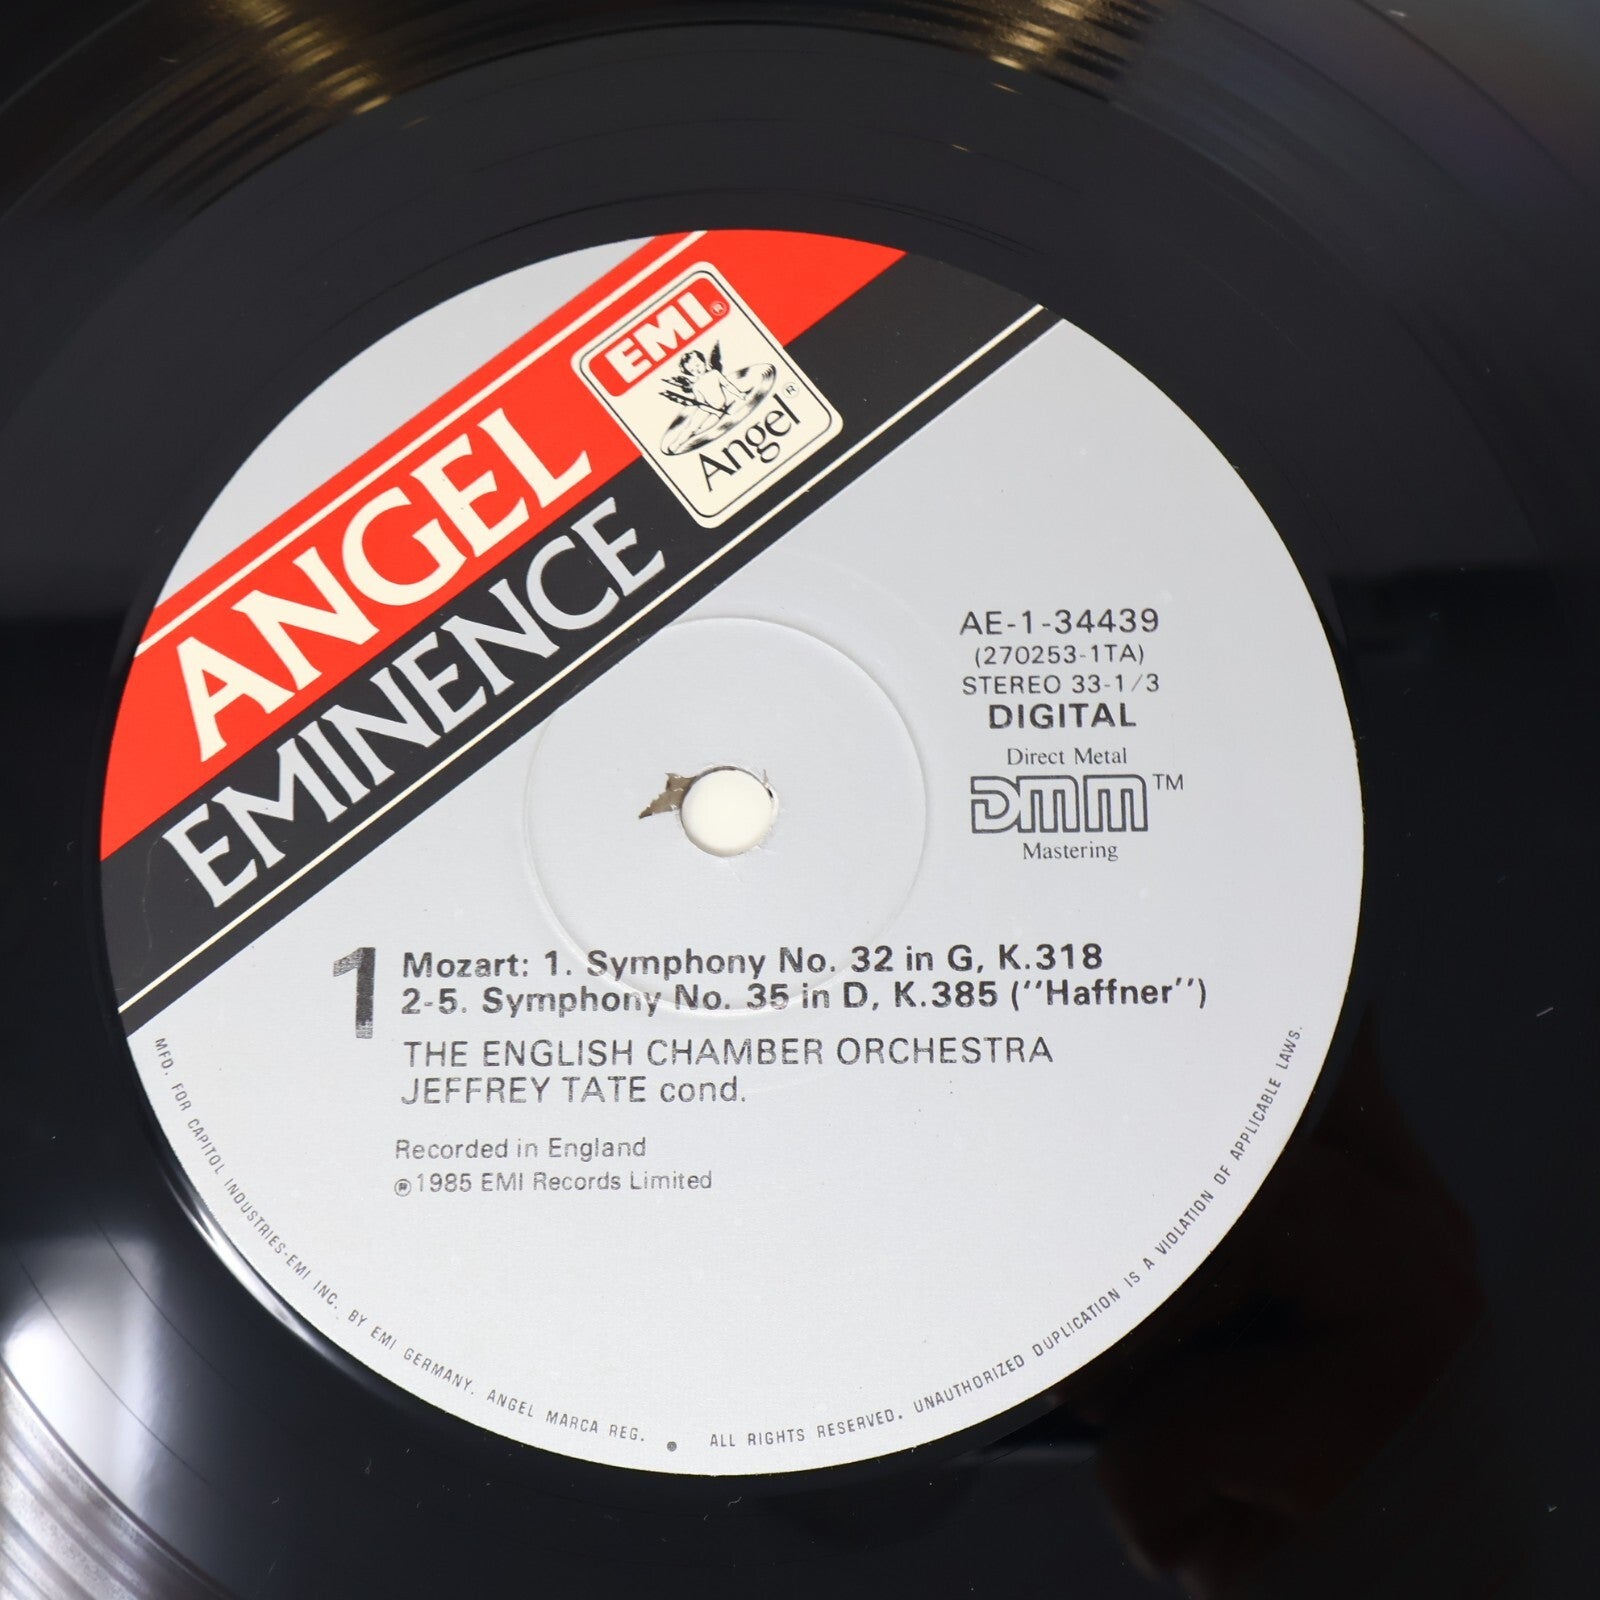 ANGEL
EMINENCE
EMI®
Angel®
AE-1-34439
(270253-1TA)
STEREO 33-1/3
DIGITAL
Direct Metal
DMM™
Mastering
1
Mozart: 1. Symphony No. 32 in G, K.318
2-5. Symphony No. 35 in D, K.385 (''Haffner'')
THE ENGLISH CHAMBER ORCHESTRA
JEFFREY TATE cond.
Recorded in England
℗1985 EMI Records Limited
MFD. FOR CAPITOL INDUSTRIES-EMI INC. BY EMI GERMANY. ANGEL MARCA REG. • ALL RIGHTS RESERVED. UNAUTHORIZED DUPLICATION IS A VIOLATION OF APPLICABLE LAWS.